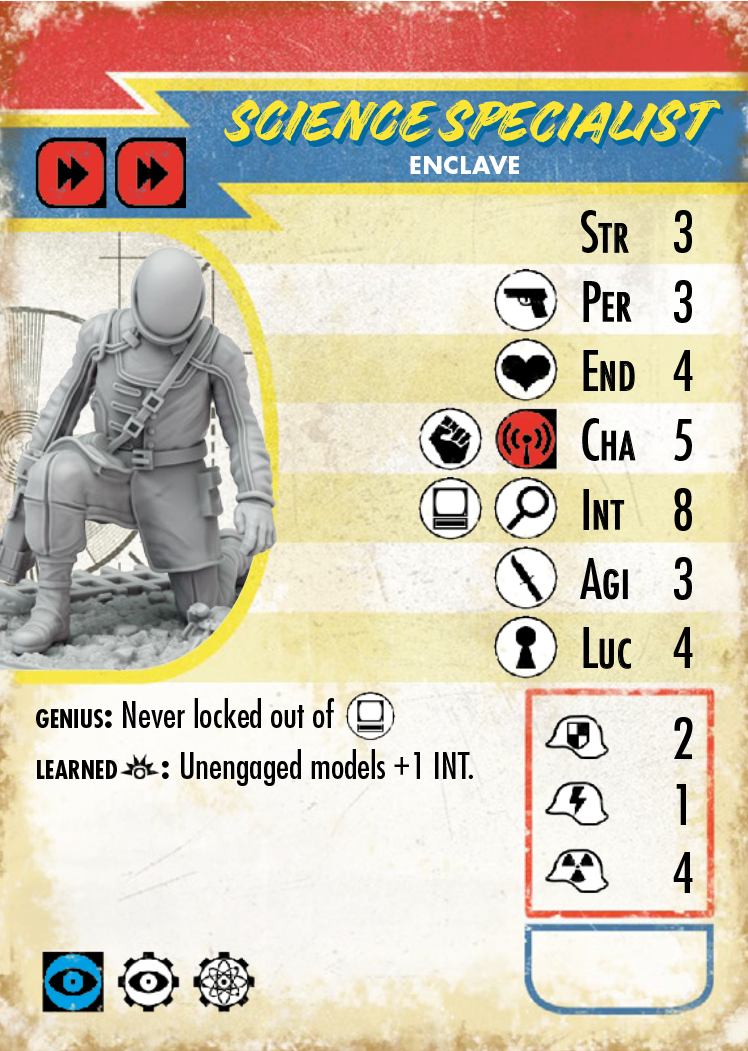 SCIENCE SPECIALIST
ENCLAVE
STR 3
PER 3
END 4
CHA 5
INT 8
AGI 3
LUC 4
GENIUS: Never locked out of
LEARNED : Unengaged models +1 INT.
2
1
4